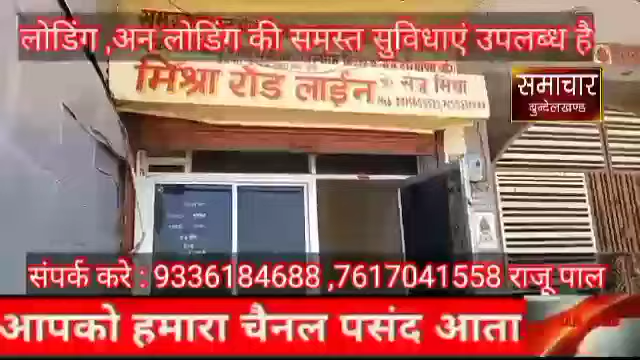 लोडिंग ,अन लोडिंग की समस्त सुविधाएं उपलब्ध है
मिश्रा रोड लाईन
समाचार
बुन्देलखण्ड
संपर्क करे : 9336184688 ,7617041558 राजू पाल
आपको हमारा चैनल पसंद आता